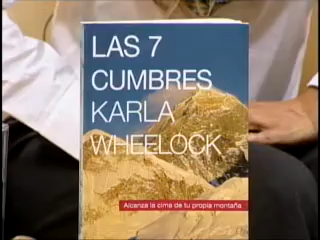 LAS 7
CUMBRES
KARLA
WHEELOCK
Alcanza la cima de tu propia montaña